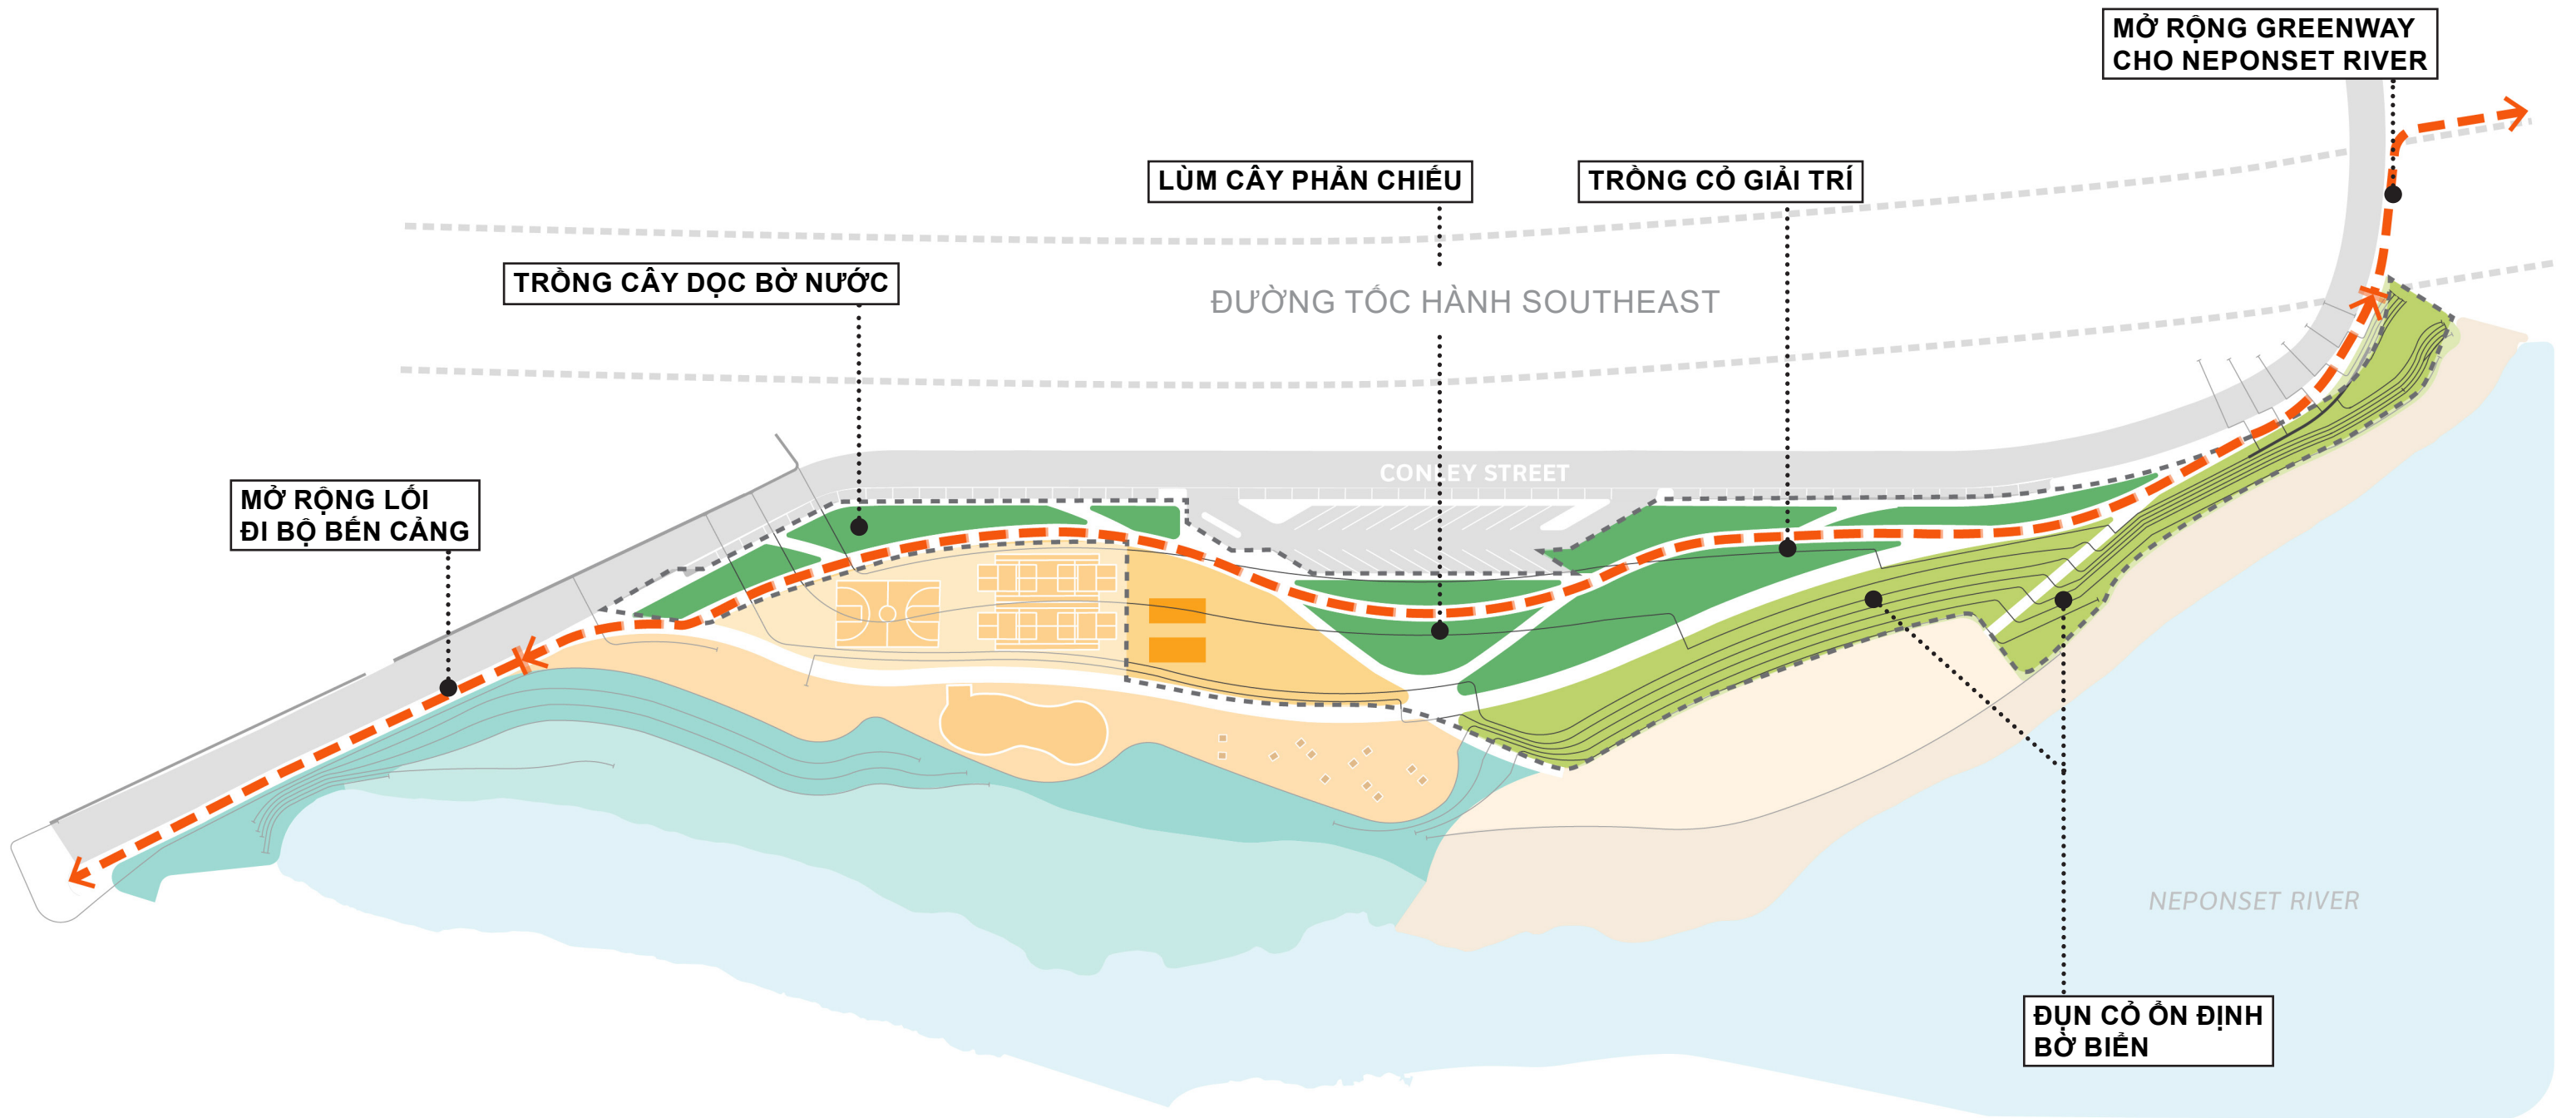 MỞ RỘNG GREENWAY
CHO NEPONSET RIVER
LÙM CÂY PHẢN CHIẾU
TRỒNG CỎ GIẢI TRÍ
TRỒNG CÂY DỌC BỜ NƯỚC
ĐƯỜNG TỐC HÀNH SOUTHEAST
MỞ RỘNG LỐI
ĐI BỘ BẾN CẢNG
CONLEY STREET
NEPONSET RIVER
ĐỤN CỎ ỔN ĐỊNH
BỜ BIỂN